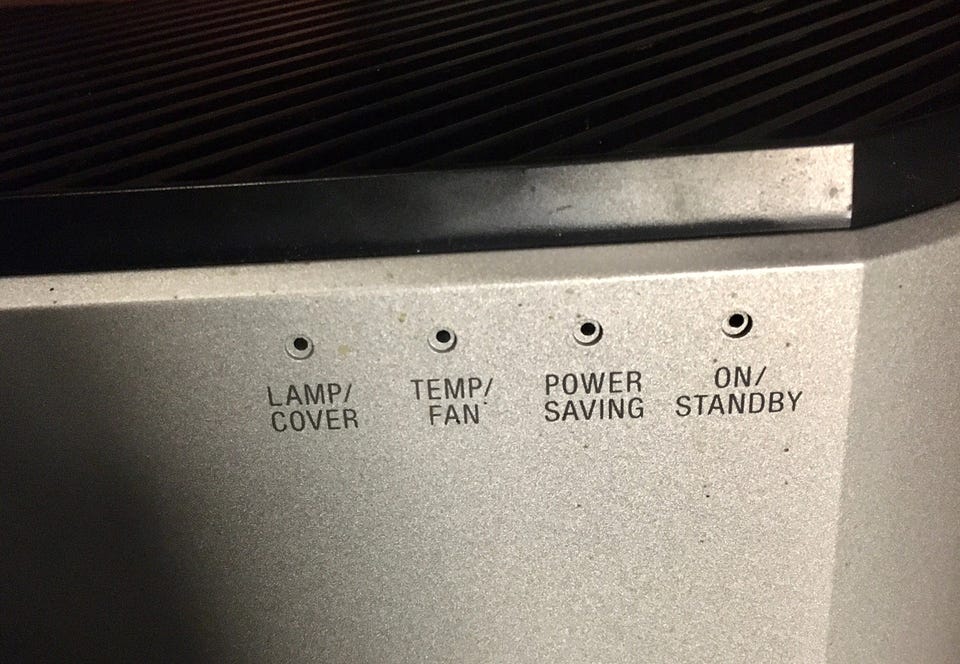 LAMP/
COVER
TEMP/
FAN
POWER
SAVING
ON/
STANDBY